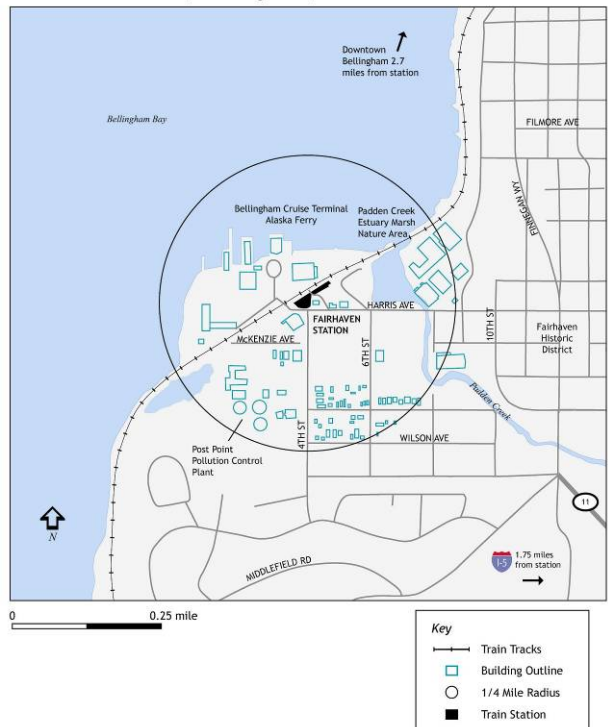 Downtown
Bellingham 2.7
miles from station
Bellingham Bay
FILMORE AVE
FINNEGAN WY
Bellingham Cruise Terminal
Alaska Ferry
Padden Creek
Estuary Marsh
Nature Area
HARRIS AVE
FAIRHAVEN
STATION
McKENZIE AVE
6TH ST
10TH ST
Fairhaven
Historic
District
Padden Creek
4TH ST
WILSON AVE
Post Point
Pollution Control
Plant
11
N
MIDDLEFIELD RD
I-5
1.75 miles
from station
0
0.25 mile
Key
Train Tracks
Building Outline
1/4 Mile Radius
Train Station